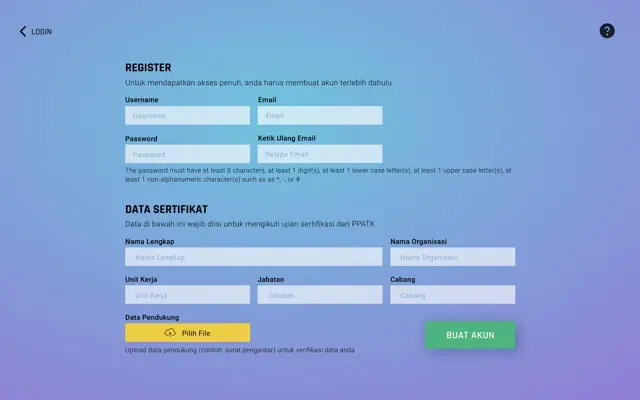 LOGIN
?
REGISTER
Untuk mendapatkan akses penuh, anda harus membuat akun terlebih dahulu.
Username Email
Username Email
Password Ketik Ulang Email
Password Retype Email
The password must have at least 8 characters, at least 1 digit(s), at least 1 lower case letter(s), at least 1 upper case letter(s), at
least 1 non-alphanumeric character(s) such as as *,-, or #
DATA SERTIFIKAT
Data di bawah ini wajib diisi untuk mengikuti ujian sertifikasi dari PPATK
Nama Lengkap Nama Organisasi
Nama Lengkap Nama Organisasi
Unit Kerja Jabatan Cabang
Unit Kerja Jabatan Cabang
Data Pendukung
Pilih File
BUAT AKUN
Upload data pendukung (contoh: surat pengantar) untuk verifikasi data anda